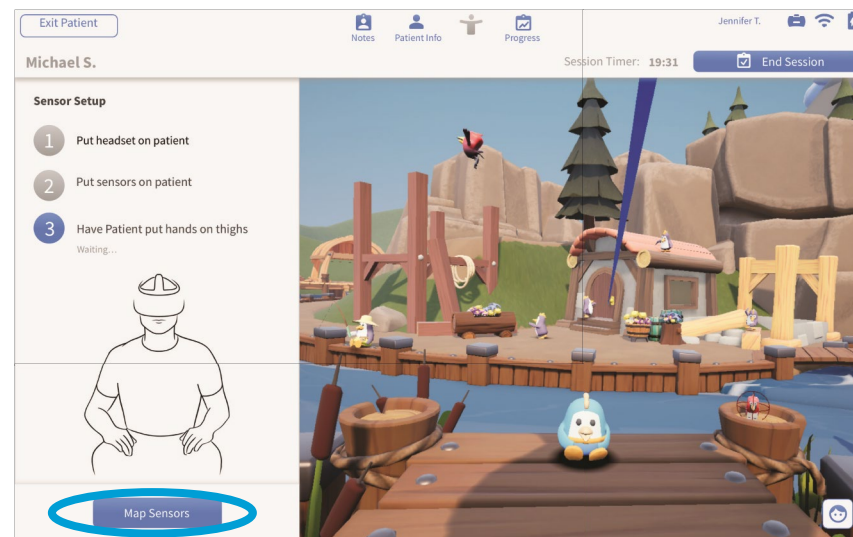 Exit Patient
Notes
Patient Info
Progress
Jennifer T.
Michael S.
Session Timer: 19:31
End Session
Sensor Setup
1 Put headset on patient
2 Put sensors on patient
3 Have Patient put hands on thighs
Waiting...
Map Sensors